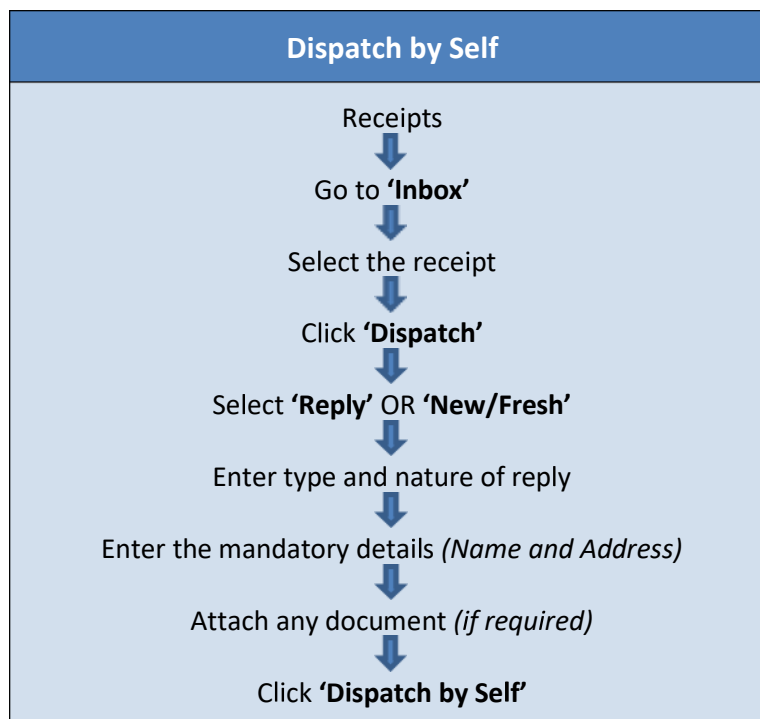 Dispatch by Self
Receipts
Go to ‘Inbox’
Select the receipt
Click ‘Dispatch’
Select ‘Reply’ OR ‘New/Fresh’
Enter type and nature of reply
Enter the mandatory details (Name and Address)
Attach any document (if required)
Click ‘Dispatch by Self’